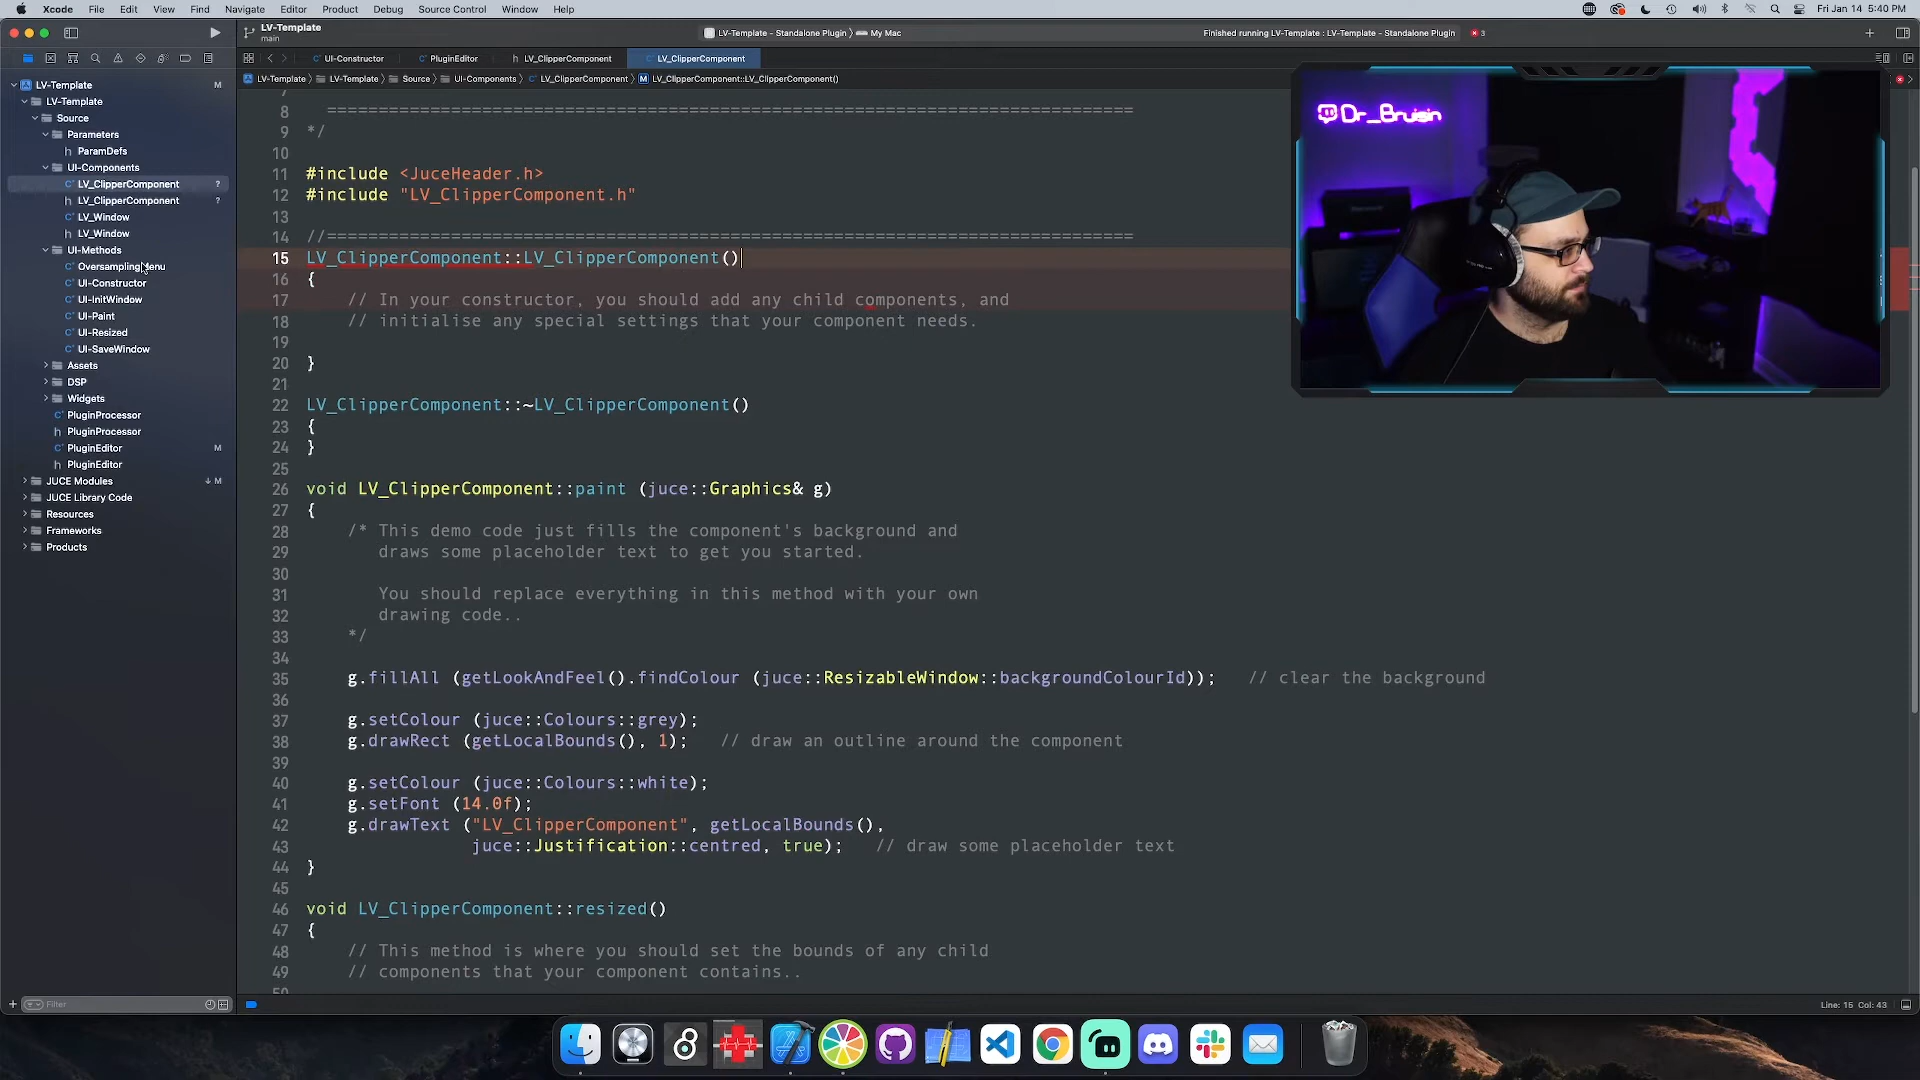 Xcode File Edit View Find Navigate Editor Product Debug Source Control Window Help Fri Jan 14 5:40 PM
LV-Template
main
LV-Template - Standalone Plugin 〉 My Mac
Finished running LV-Template : LV-Template - Standalone Plugin
3
UI-Constructor
PluginEditor
LV_ClipperComponent
LV_ClipperComponent
LV-Template 〉 LV-Template 〉 Source 〉 UI-Components 〉 LV_ClipperComponent 〉 M LV_ClipperComponent::LV_ClipperComponent()
LV-Template M
LV-Template
Source
Parameters
h ParamDefs
UI-Components
LV_ClipperComponent ?
h LV_ClipperComponent ?
LV_Window
h LV_Window
UI-Methods
OversamplingMenu
UI-Constructor
UI-InitWindow
UI-Paint
UI-Resized
UI-SaveWindow
Assets
DSP
Widgets
PluginProcessor
h PluginProcessor
PluginEditor M
h PluginEditor
JUCE Modules M
JUCE Library Code
Resources
Frameworks
Products
Filter
7
8 ==============================================================================
9 */
10
11 #include <JuceHeader.h>
12 #include "LV_ClipperComponent.h"
13
14 //==============================================================================
15 LV_ClipperComponent::LV_ClipperComponent()
16 {
17 // In your constructor, you should add any child components, and
18 // initialise any special settings that your component needs.
19
20 }
21
22 LV_ClipperComponent::~LV_ClipperComponent()
23 {
24 }
25
26 void LV_ClipperComponent::paint (juce::Graphics& g)
27 {
28 /* This demo code just fills the component's background and
29 draws some placeholder text to get you started.
30
31 You should replace everything in this method with your own
32 drawing code..
33 */
34
35 g.fillAll (getLookAndFeel().findColour (juce::ResizableWindow::backgroundColourId)); // clear the background
36
37 g.setColour (juce::Colours::grey);
38 g.drawRect (getLocalBounds(), 1); // draw an outline around the component
39
40 g.setColour (juce::Colours::white);
41 g.setFont (14.0f);
42 g.drawText ("LV_ClipperComponent", getLocalBounds(),
43 juce::Justification::centred, true); // draw some placeholder text
44 }
45
46 void LV_ClipperComponent::resized()
47 {
48 // This method is where you should set the bounds of any child
49 // components that your component contains..
50
Dr_Bruisin
Line: 15 Col: 43